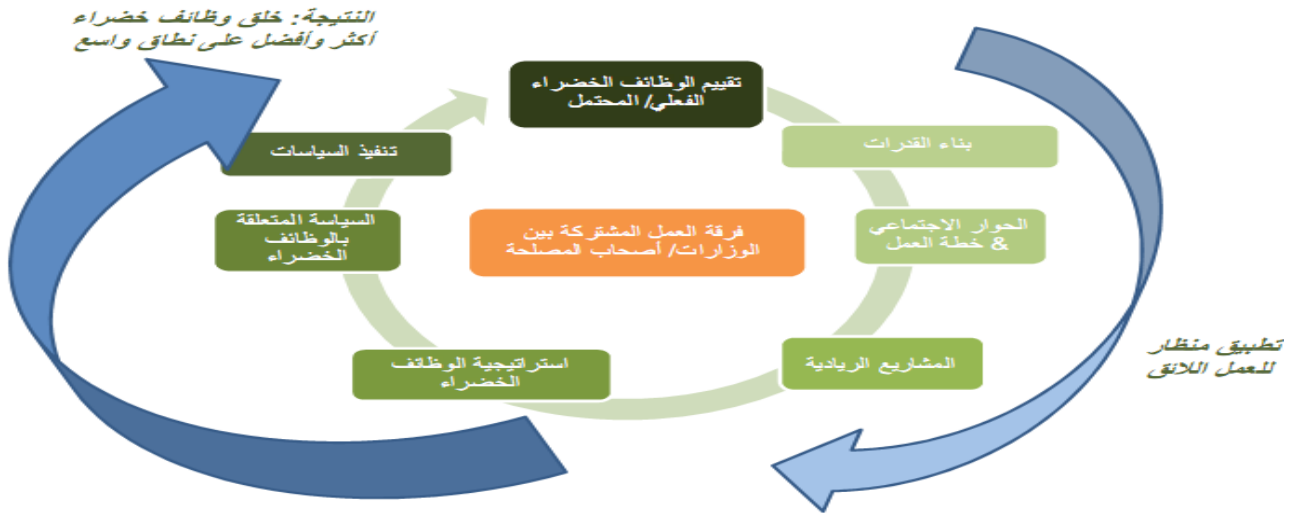 النتيجة: خلق وظائف خضراء
أكثر وأفضل على نطاق واسع
تقييم الوظائف الخضراء
الفعلي/ المحتمل
بناء القدرات
الحوار الاجتماعي
& خطة العمل
المشاريع الريادية
استراتيجية الوظائف
الخضراء
السياسة المتعلقة
بالوظائف
الخضراء
تنفيذ السياسات
فرقة العمل المشتركة بين
الوزارات/ أصحاب المصلحة
تطبيق منظار
للعمل اللائق